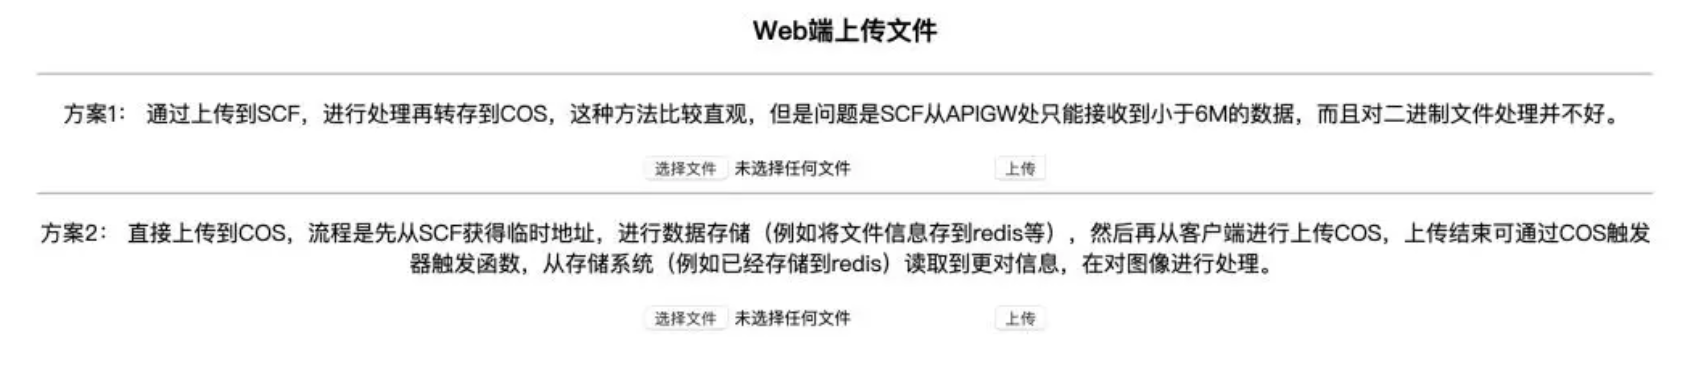 Web端上传文件
方案1： 通过上传到SCF，进行处理再转存到COS，这种方法比较直观，但是问题是SCF从APIGW处只能接收到小于6M的数据，而且对二进制文件处理并不好。
选择文件 未选择任何文件 上传
方案2： 直接上传到COS，流程是先从SCF获得临时地址，进行数据存储（例如将文件信息存到redis等），然后再从客户端进行上传COS，上传结束可通过COS触发
器触发函数，从存储系统（例如已经存储到redis）读取到更对信息，在对图像进行处理。
选择文件 未选择任何文件 上传